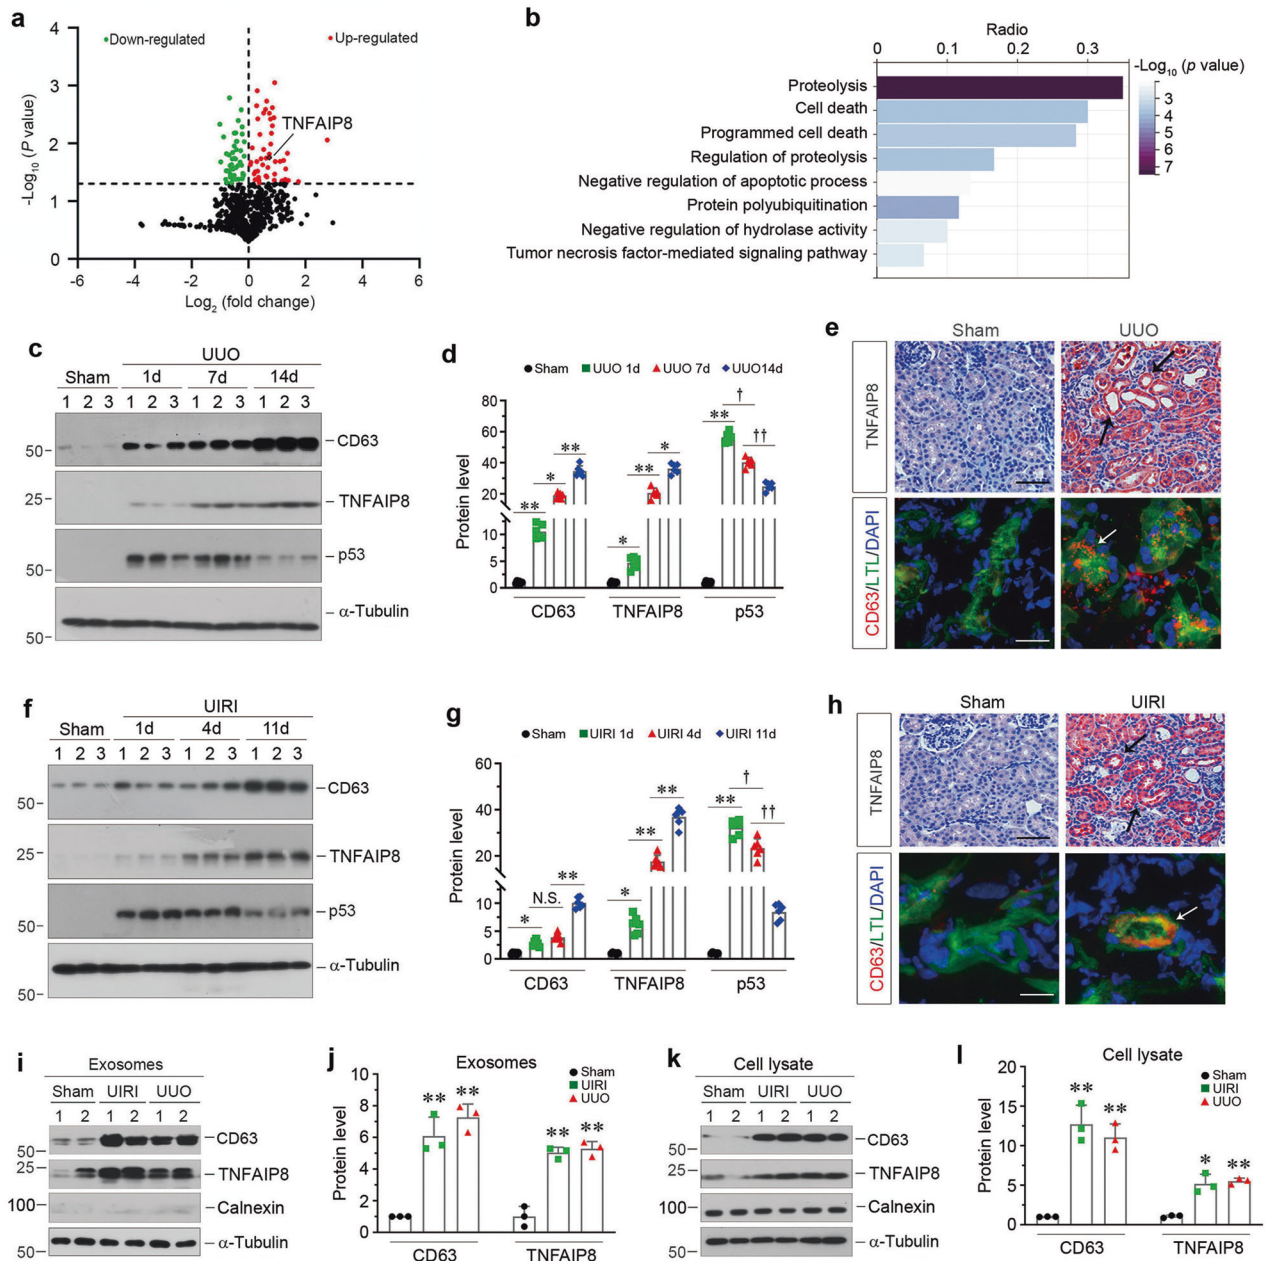 a
4
3
2
1
0
-Log10 (P value)
Down-regulated
Up-regulated
TNFAIP8
-6 -4 -2 0 2 4 6
Log2 (fold change)
b
Radio
0 0.1 0.2 0.3
Proteolysis
Cell death
Programmed cell death
Regulation of proteolysis
Negative regulation of apoptotic process
Protein polyubiquitination
Negative regulation of hydrolase activity
Tumor necrosis factor-mediated signaling pathway
-Log10 (p value)
3
4
5
6
7
c
UUO
Sham 1d 7d 14d
1 2 3 1 2 3 1 2 3 1 2 3
50 CD63
25 TNFAIP8
50 p53
50 α-Tubulin
d
Sham UUO 1d UUO 7d UUO14d
Protein level
80
60
40
20
10
5
0
** * **
* ** *
** † ††
CD63 TNFAIP8 p53
e
Sham UUO
TNFAIP8
CD63/LTL/DAPI
f
UIRI
Sham 1d 4d 11d
1 2 3 1 2 3 1 2 3 1 2 3
50 CD63
25 TNFAIP8
50 p53
50 α-Tubulin
g
Sham UIRI 1d UIRI 4d UIRI 11d
Protein level
60
40
20
10
5
0
* N.S. **
* ** **
** † ††
CD63 TNFAIP8 p53
h
Sham UIRI
TNFAIP8
CD63/LTL/DAPI
i
Exosomes
Sham UIRI UUO
1 2 1 2 1 2
50 CD63
25 TNFAIP8
100 Calnexin
50 α-Tubulin
j
Exosomes
Sham
UIRI
UUO
Protein level
10
8
6
4
2
0
** **
** **
CD63 TNFAIP8
k
Cell lysate
Sham UIRI UUO
1 2 1 2 1 2
50 CD63
25 TNFAIP8
100 Calnexin
50 α-Tubulin
l
Cell lysate
Sham
UIRI
UUO
Protein level
20
15
10
5
0
** **
* **
CD63 TNFAIP8